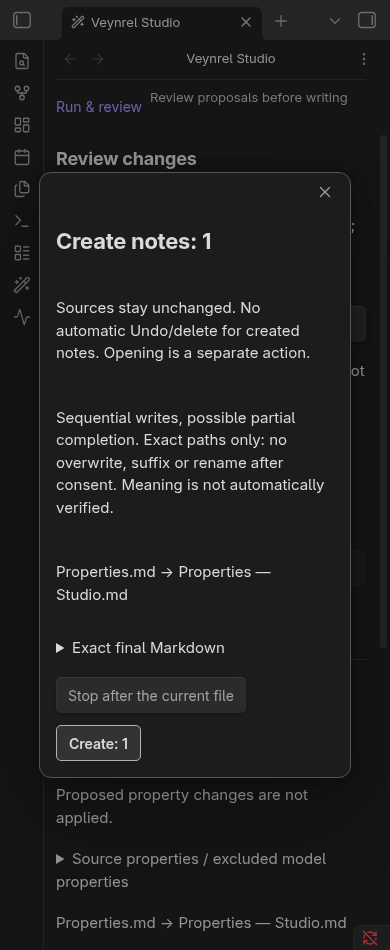 Veynrel Studio
Veynrel Studio
Run & review
Review proposals before writing
Review changes
;
Create notes: 1
Sources stay unchanged. No
automatic Undo/delete for created
notes. Opening is a separate action.
ot
Sequential writes, possible partial
completion. Exact paths only: no
overwrite, suffix or rename after
consent. Meaning is not automatically
verified.
Properties.md → Properties —
Studio.md
Exact final Markdown
Stop after the current file
Create: 1
Proposed property changes are not
applied.
Source properties / excluded model
properties
Properties.md → Properties — Studio.md